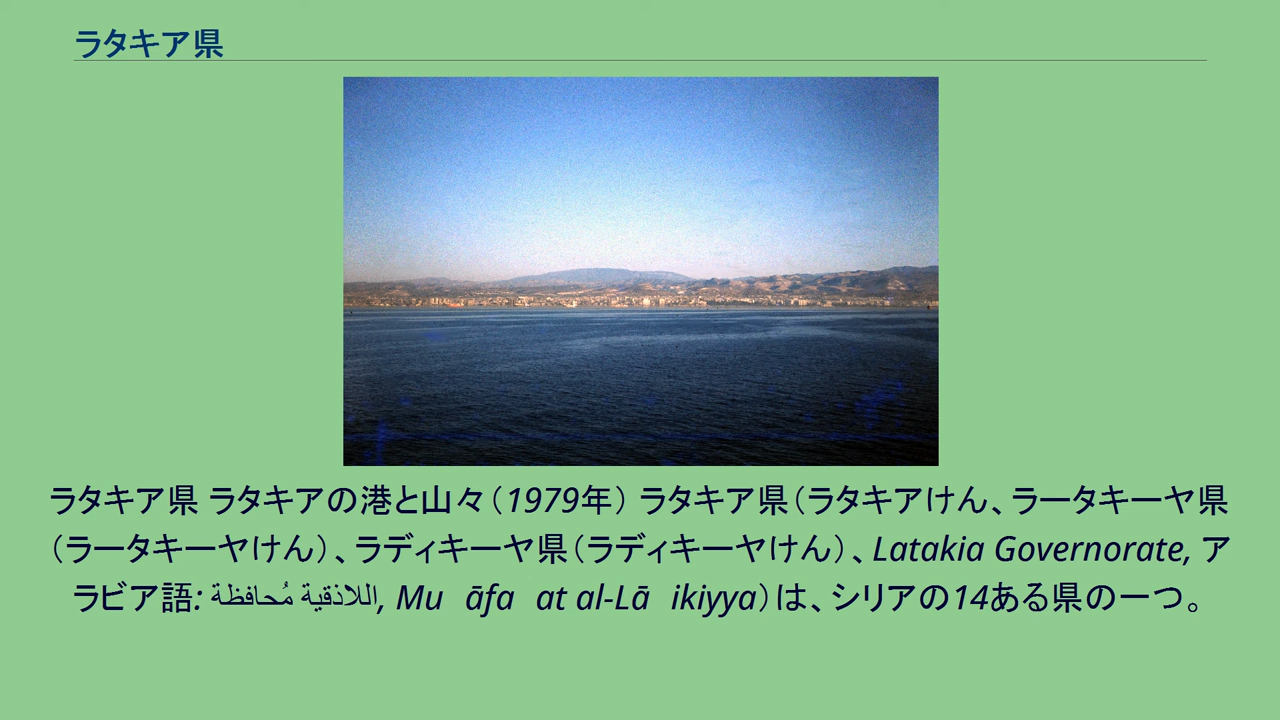 ラタキア県
ラタキア県 ラタキアの港と山々（1979年） ラタキア県（ラタキアけん、ラータキーヤ県
（ラータキーヤけん）、ラディキーヤ県（ラディキーヤけん）、Latakia Governorate, ア
ラビア語: مُحافظة اللاذقية, Mu āfa at al-Lā ikiyya）は、シリアの14ある県の一つ。